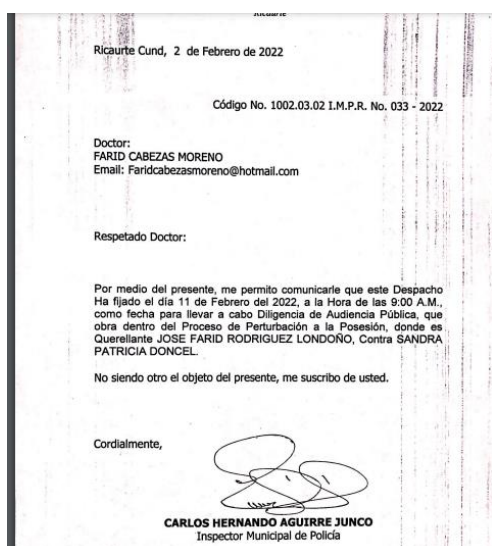 Ricaurte
Ricaurte Cund, 2 de Febrero de 2022
Código No. 1002.03.02 I.M.P.R. No. 033 - 2022
Doctor:
FARID CABEZAS MORENO
Email: Faridcabezasmoreno@hotmail.com
Respetado Doctor:
Por medio del presente, me permito comunicarle que este Despacho
Ha fijado el día 11 de Febrero del 2022, a la Hora de las 9:00 A.M.,
como fecha para llevar a cabo Diligencia de Audiencia Pública, que
obra dentro del Proceso de Perturbación a la Posesión, donde es
Querellante JOSE FARID RODRIGUEZ LONDOÑO, Contra SANDRA
PATRICIA DONCEL.
No siendo otro el objeto del presente, me suscribo de usted.
Cordialmente,
CARLOS HERNANDO AGUIRRE JUNCO
Inspector Municipal de Policía